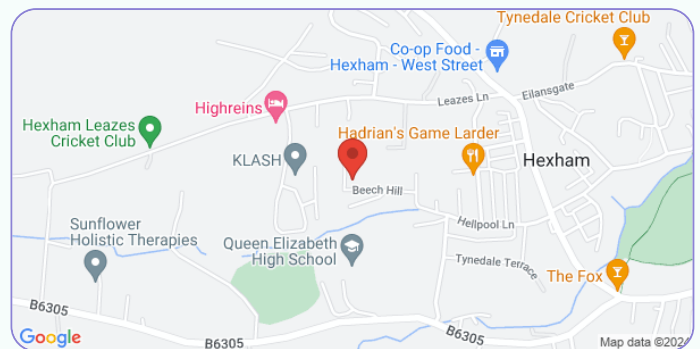 Tynedale Cricket Club
Co-op Food -
Hexham - West Street
Eilansgate
Leazes Ln
Highreins
Hexham Leazes
Cricket Club
Hadrian's Game Larder
KLASH
Hexham
Beech Hill
Hellpool Ln
Sunflower
Holistic Therapies
Queen Elizabeth
High School
Tynedale Terrace
The Fox
B6305
B6305
Google
Map data ©2024